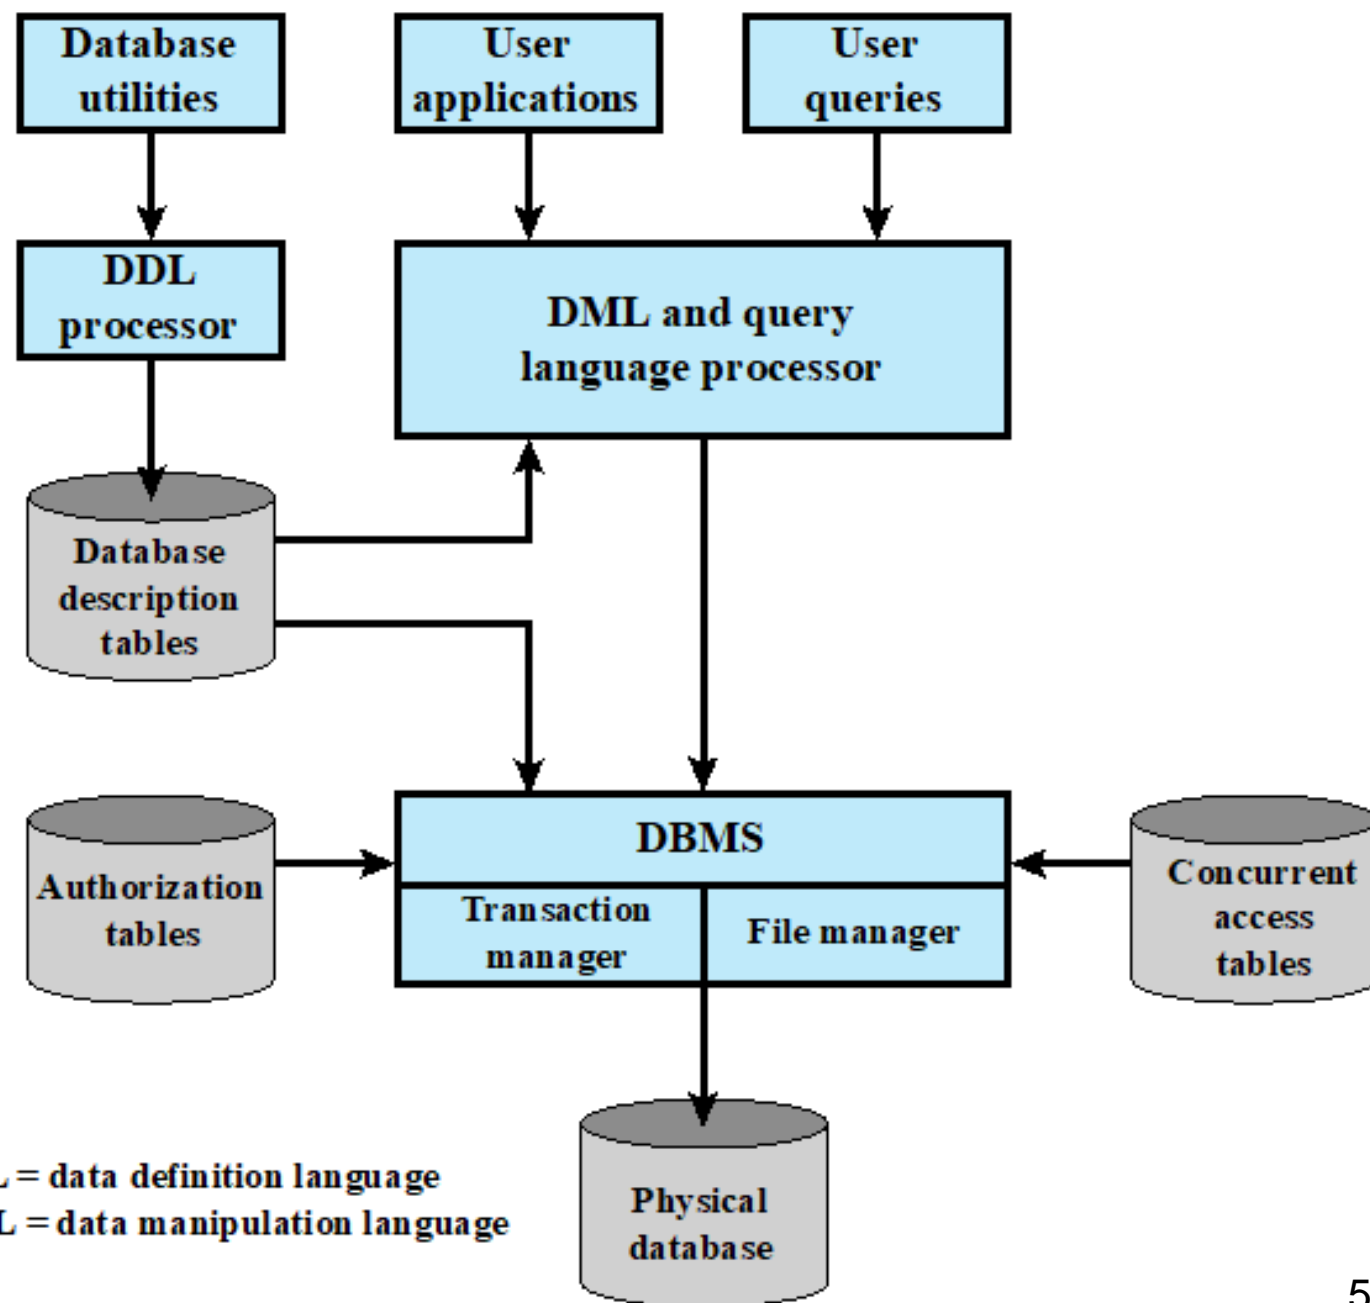 Database
utilities
User
applications
User
queries
DDL
processor
DML and query
language processor
Database
description
tables
DBMS
Transaction
manager
File manager
Authorization
tables
Concurrent
access
tables
Physical
database
L = data definition language
L = data manipulation language
5